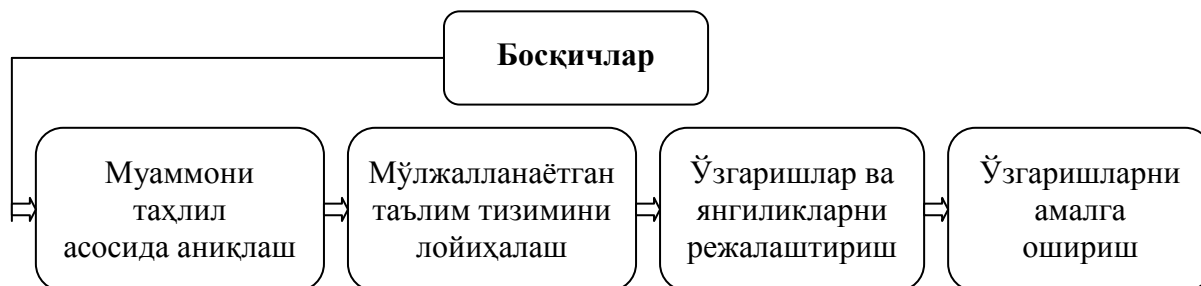 Босқичлар
Муаммони
таҳлил
асосида аниқлаш
Мўлжалланаётган
таълим тизимини
лойиҳалаш
Ўзгаришлар ва
янгиликларни
режалаштириш
Ўзгаришларни
амалга
ошириш